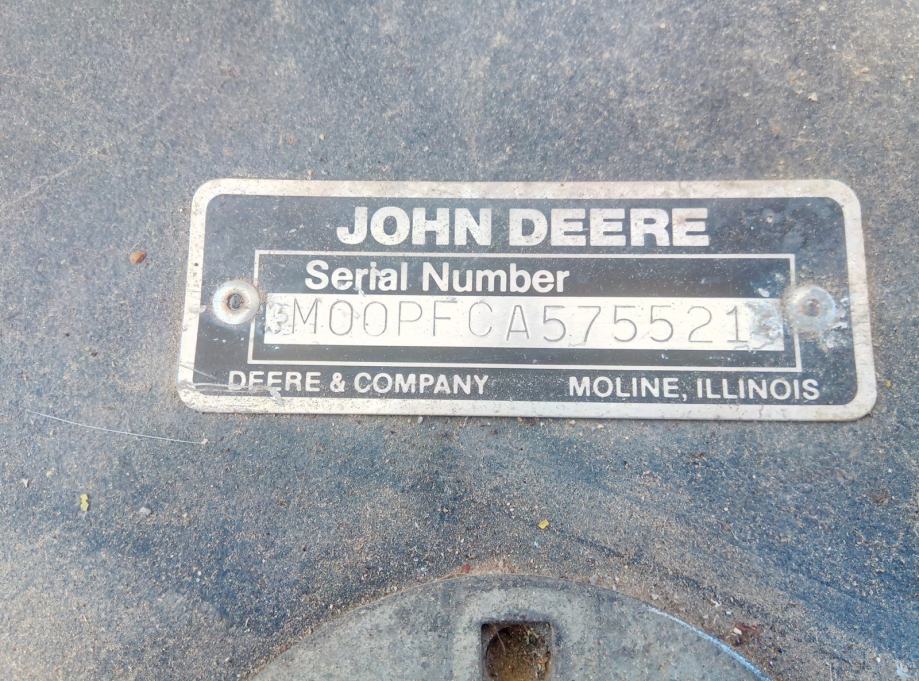 JOHN DEERE
Serial Number
M00PFCA575521
DEERE & COMPANY MOLINE, ILLINOIS